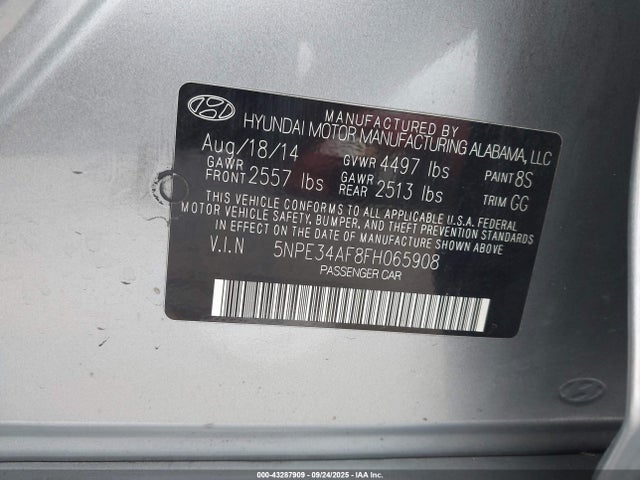 MANUFACTURED BY
HYUNDAI MOTOR MANUFACTURING ALABAMA, LLC
Aug/18/14 GVWR 4497 lbs PAINT 8S
GAWR FRONT 2557 lbs GAWR REAR 2513 lbs TRIM GG
THIS VEHICLE CONFORMS TO ALL APPLICABLE U.S.A. FEDERAL
MOTOR VEHICLE SAFETY, BUMPER, AND THEFT PREVENTION STANDARDS
IN EFFECT ON THE DATE OF MANUFACTURE SHOWN ABOVE.
V.I.N 5NPE34AF8FH065908
PASSENGER CAR
000-43287909 - 09/24/2025 - IAA Inc.